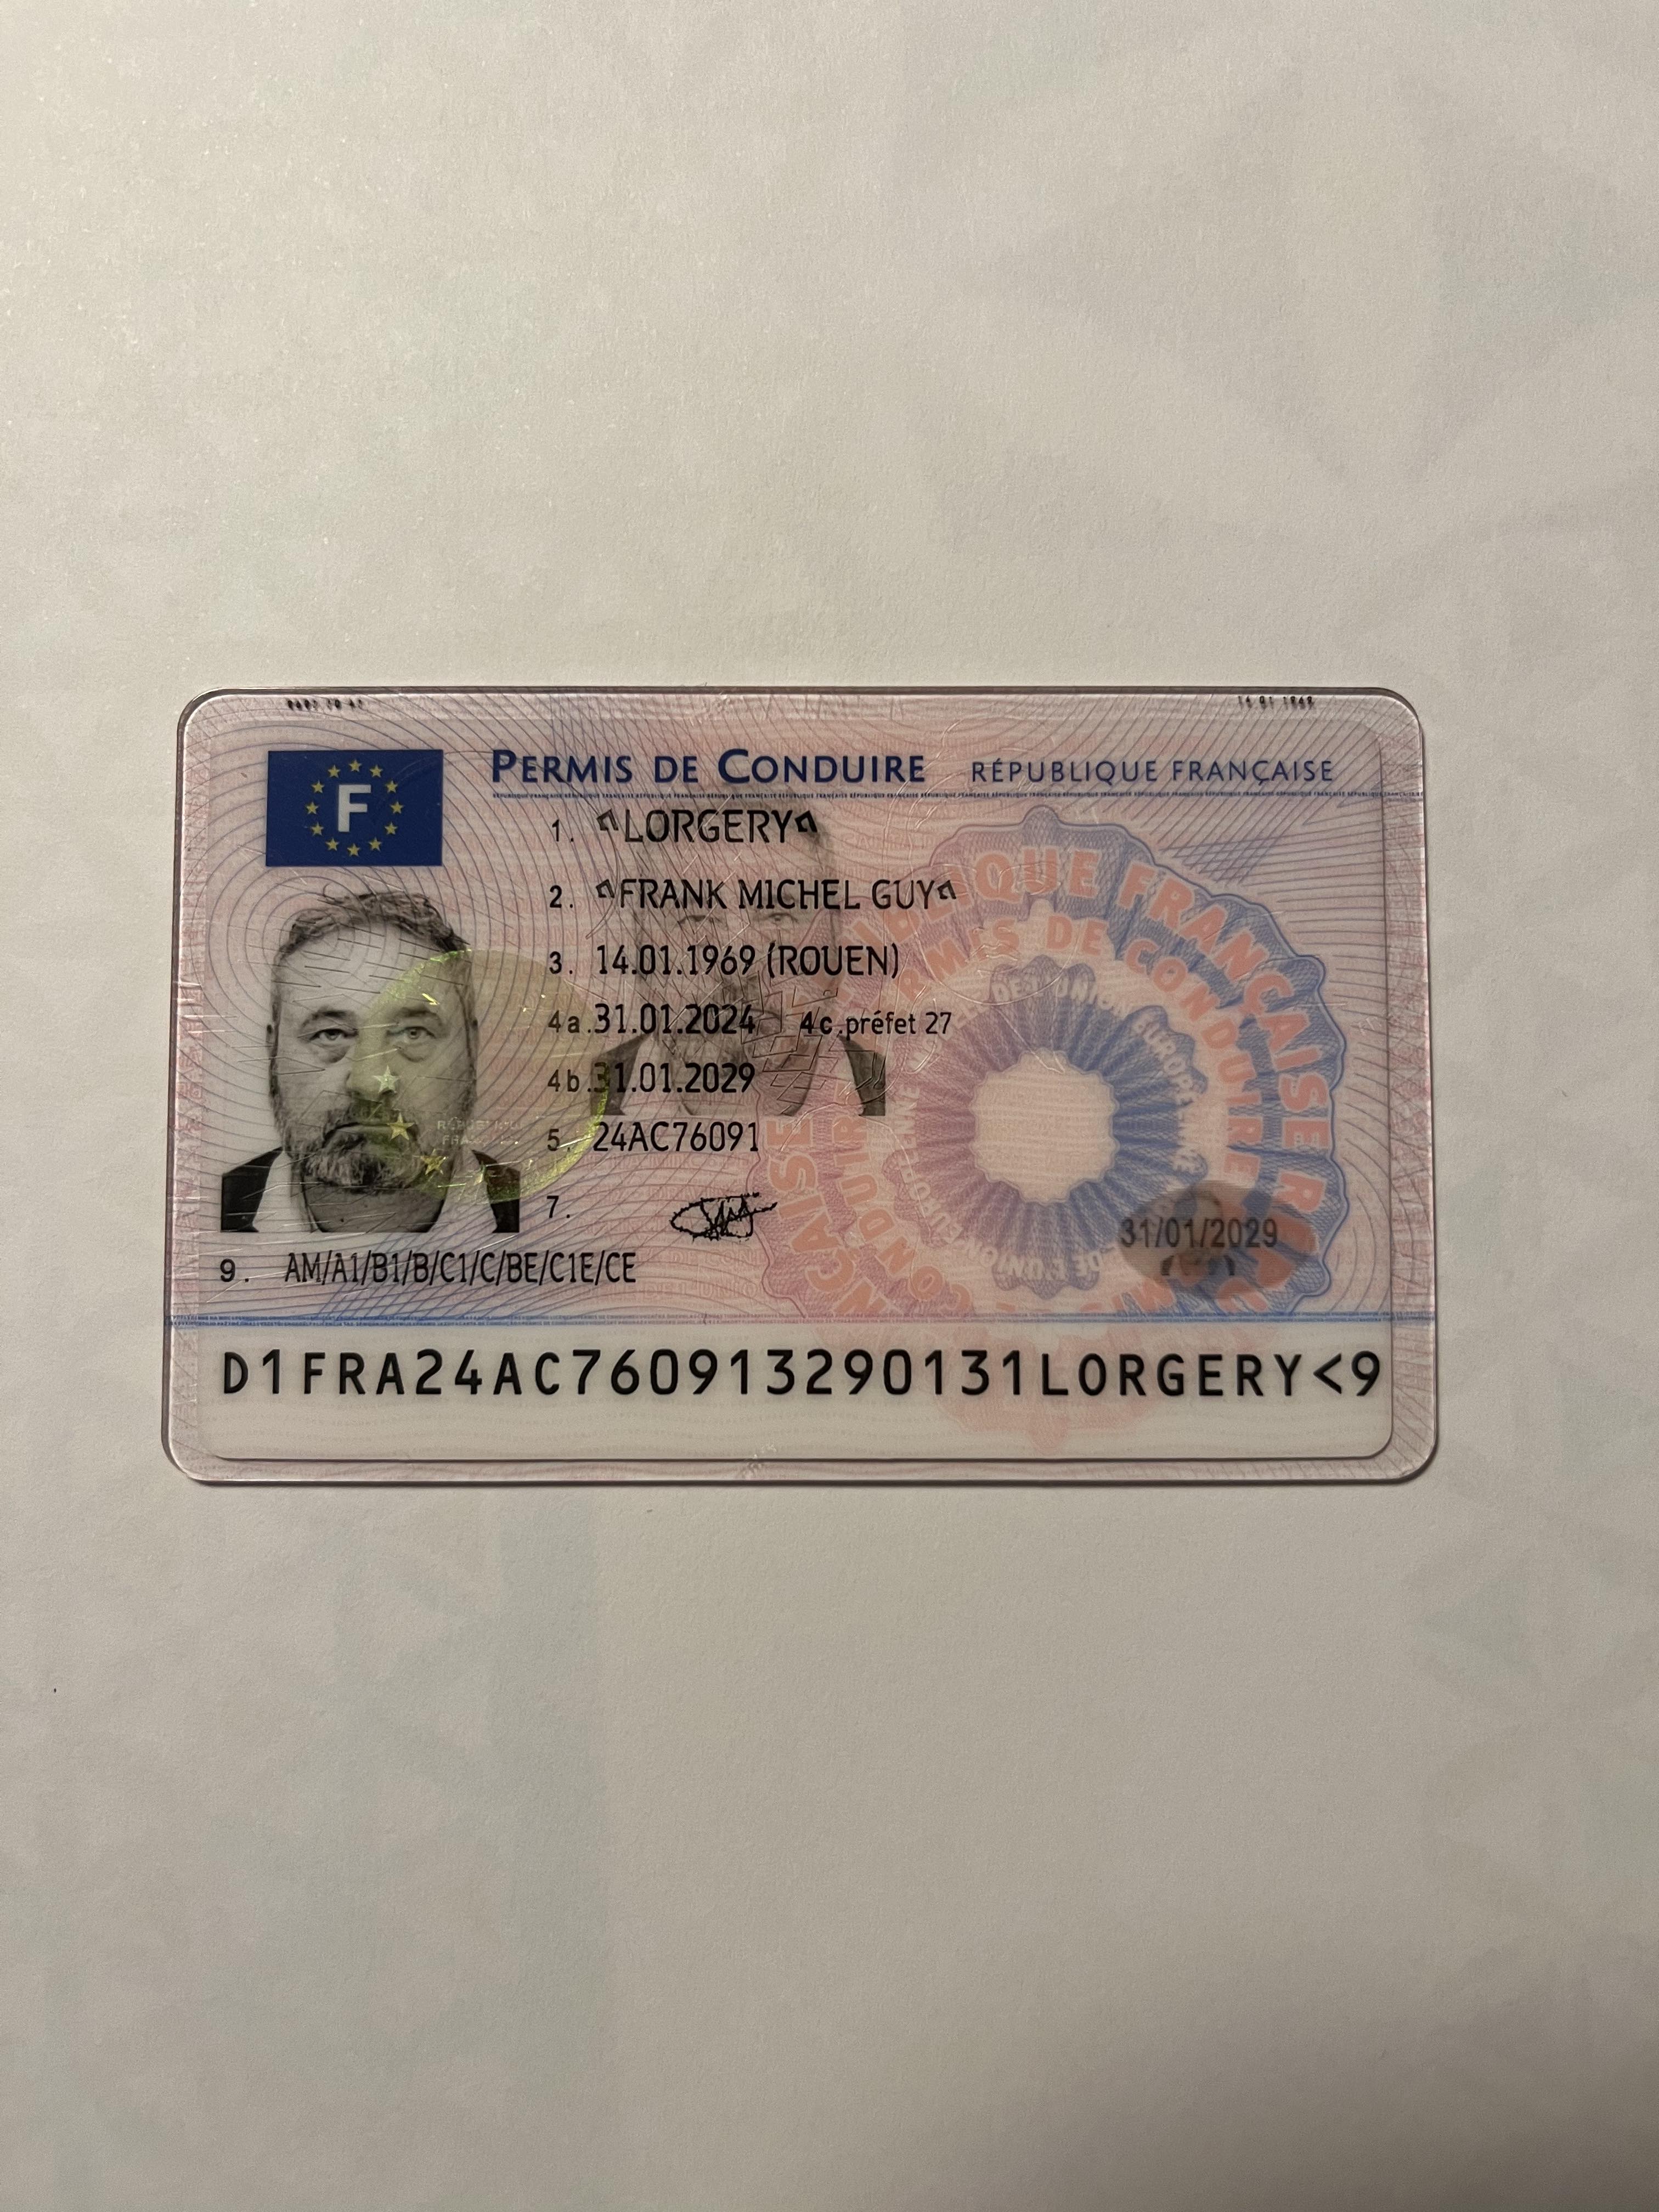 F
PERMIS DE CONDUIRE RÉPUBLIQUE FRANÇAISE
1. LORGERY
2. FRANK MICHEL GUY
3. 14.01.1969 (ROUEN)
4a. 31.01.2024 4c. préfet 27
4b. 31.01.2029
5. 24AC76091
7.
31/01/2029
9. AM/A1/B1/B/C1/C/BE/C1E/CE
D1FRA24AC760913290131LORGERY<9